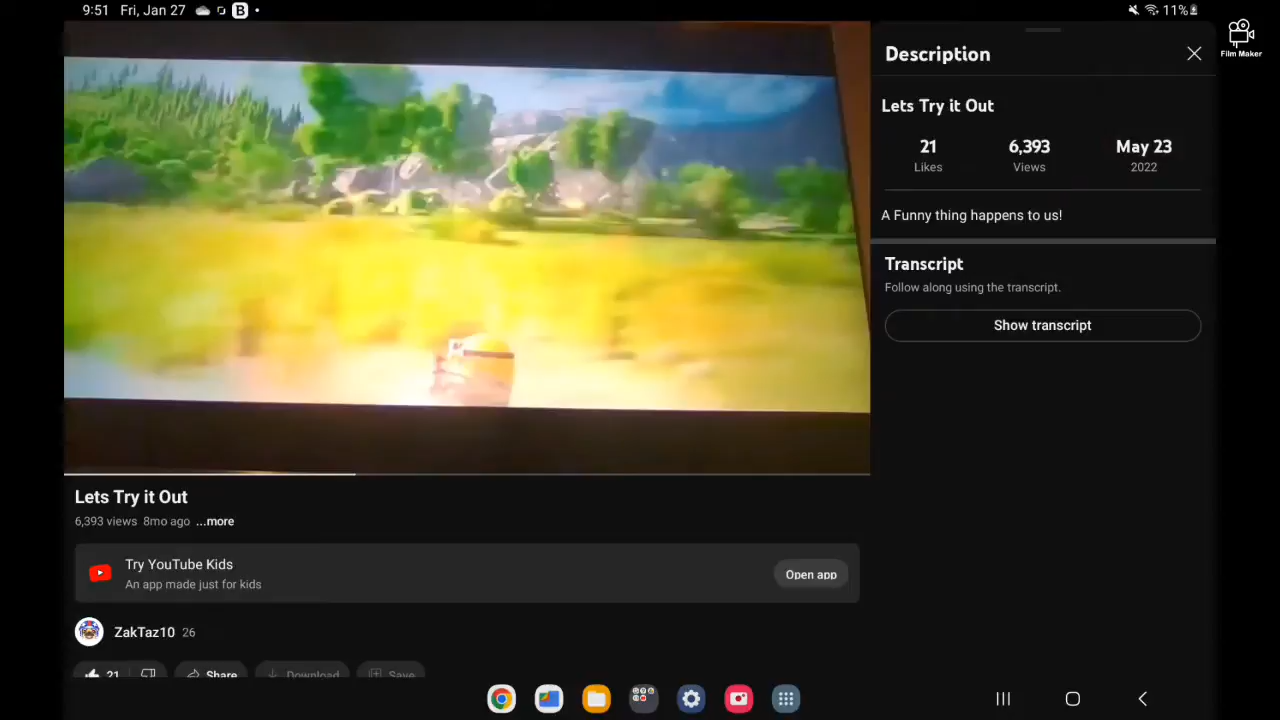 9:51 Fri, Jan 27
B
11%
Film Maker
Description
Lets Try it Out
21 6,393 May 23
Likes Views 2022
A Funny thing happens to us!
Transcript
Follow along using the transcript.
Show transcript
Lets Try it Out
6,393 views 8mo ago ...more
Try YouTube Kids
An app made just for kids
Open app
ZakTaz10 26
21 Share Download Save